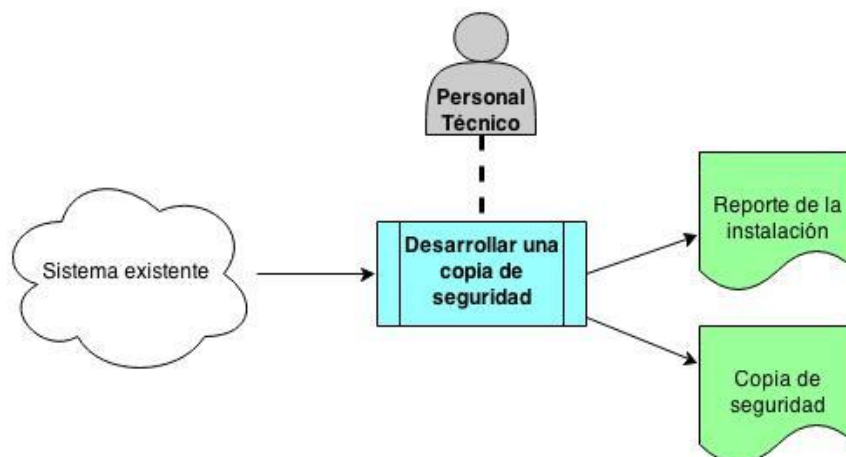 Personal
Técnico
Sistema existente
Desarrollar una
copia de
seguridad
Reporte de la
instalación
Copia de
seguridad